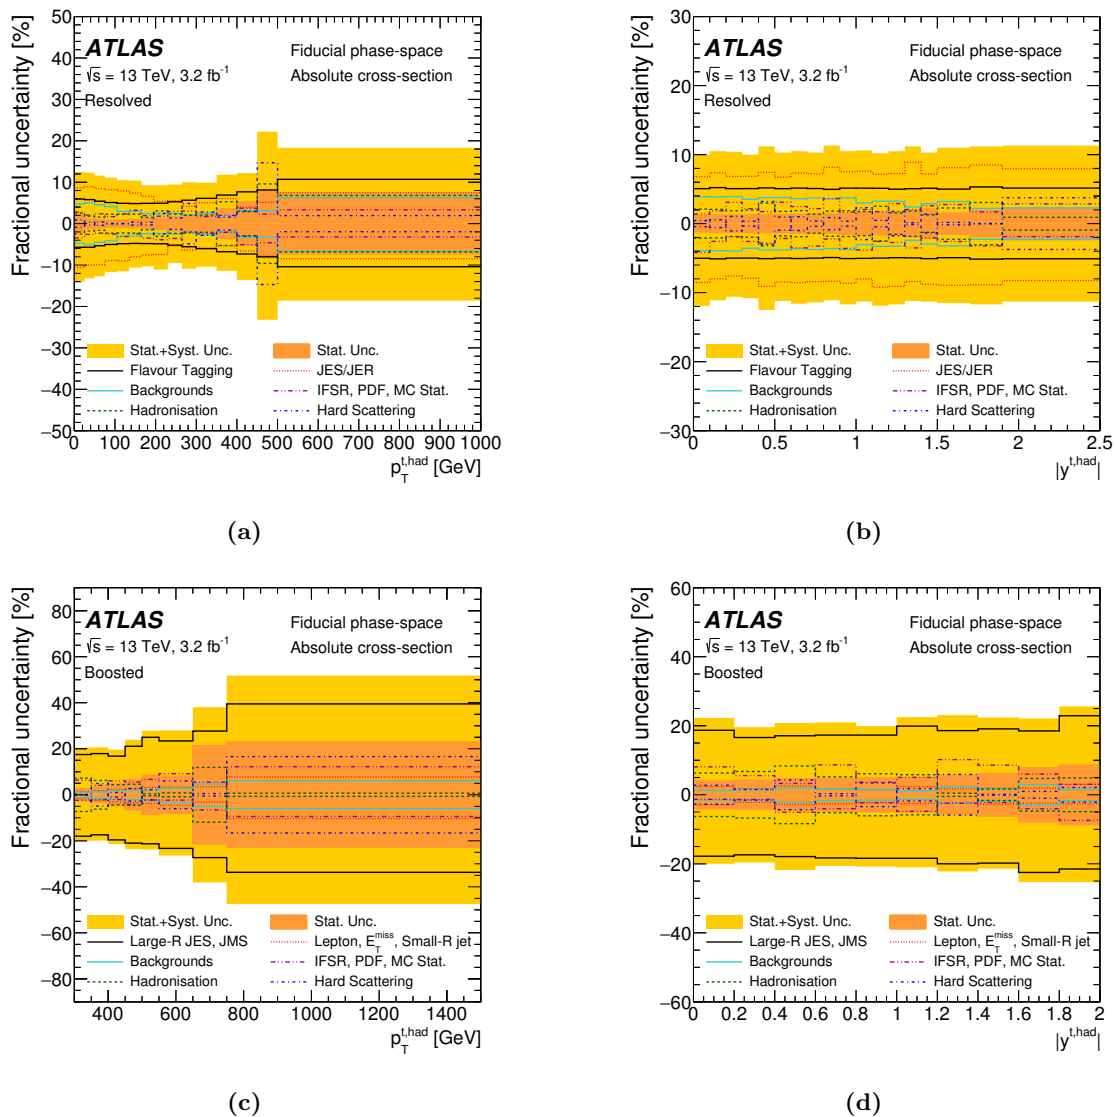 Fractional uncertainty [%]
50
40
30
20
10
0
−10
−20
−30
−40
−50
ATLAS
√s = 13 TeV, 3.2 fb⁻¹
Resolved
Fiducial phase-space
Absolute cross-section
Stat.+Syst. Unc.
Stat. Unc.
Flavour Tagging
JES/JER
Backgrounds
IFSR, PDF, MC Stat.
Hadronisation
Hard Scattering
0 100 200 300 400 500 600 700 800 900 1000
p_T^{t,had} [GeV]
(a)
Fractional uncertainty [%]
30
20
10
0
−10
−20
−30
ATLAS
√s = 13 TeV, 3.2 fb⁻¹
Resolved
Fiducial phase-space
Absolute cross-section
Stat.+Syst. Unc.
Stat. Unc.
Flavour Tagging
JES/JER
Backgrounds
IFSR, PDF, MC Stat.
Hadronisation
Hard Scattering
0 0.5 1 1.5 2 2.5
|y^{t,had}|
(b)
Fractional uncertainty [%]
80
60
40
20
0
−20
−40
−60
−80
ATLAS
√s = 13 TeV, 3.2 fb⁻¹
Boosted
Fiducial phase-space
Absolute cross-section
Stat.+Syst. Unc.
Stat. Unc.
Large-R JES, JMS
Lepton, E_T^{miss}, Small-R jet
Backgrounds
IFSR, PDF, MC Stat.
Hadronisation
Hard Scattering
400 600 800 1000 1200 1400
p_T^{t,had} [GeV]
(c)
Fractional uncertainty [%]
60
40
20
0
−20
−40
−60
ATLAS
√s = 13 TeV, 3.2 fb⁻¹
Boosted
Fiducial phase-space
Absolute cross-section
Stat.+Syst. Unc.
Stat. Unc.
Large-R JES, JMS
Lepton, E_T^{miss}, Small-R jet
Backgrounds
IFSR, PDF, MC Stat.
Hadronisation
Hard Scattering
0 0.2 0.4 0.6 0.8 1 1.2 1.4 1.6 1.8 2
|y^{t,had}|
(d)